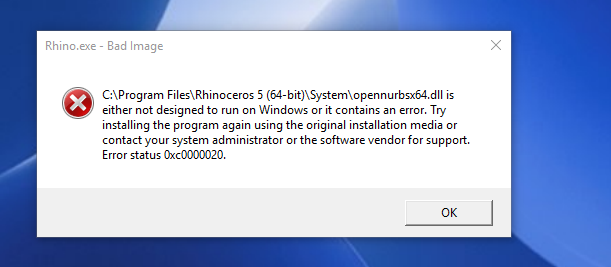 Rhino.exe - Bad Image
C:\Program Files\Rhinoceros 5 (64-bit)\System\opennurbsx64.dll is
either not designed to run on Windows or it contains an error. Try
installing the program again using the original installation media or
contact your system administrator or the software vendor for support.
Error status 0xc0000020.
OK